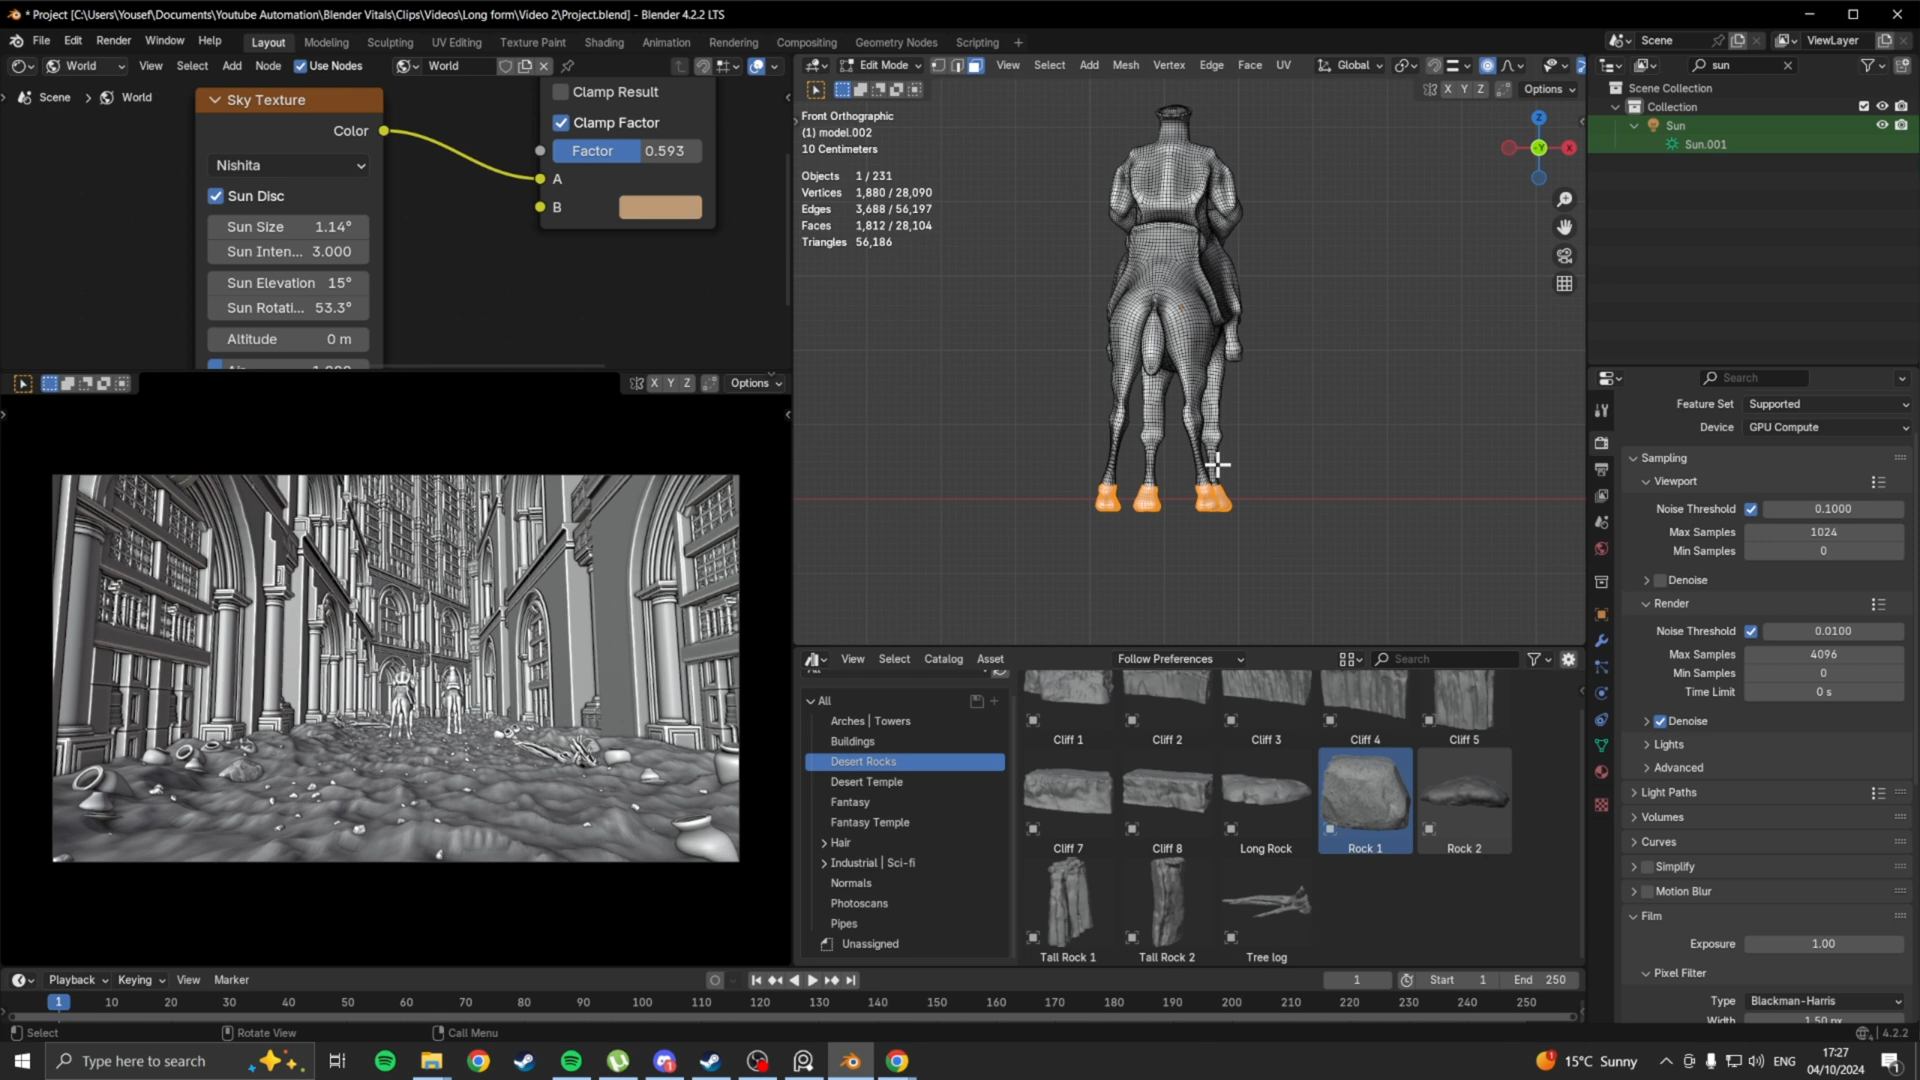 * Project [C:\Users\Yousef\Documents\Youtube Automation\Blender Vitals\Clips\Videos\Long form\Video 2\Project.blend] - Blender 4.2.2 LTS
File Edit Render Window Help Layout Modeling Sculpting UV Editing Texture Paint Shading Animation Rendering Compositing Geometry Nodes Scripting + Scene ViewLayer
World View Select Add Node Use Nodes World
Edit Mode View Select Add Mesh Vertex Edge Face UV Global
sun
X Y Z Options
Scene World
Sky Texture
Color
Nishita
Sun Disc
Sun Size 1.14°
Sun Inten... 3.000
Sun Elevation 15°
Sun Rotati... 53.3°
Altitude 0 m
Clamp Result
Clamp Factor
Factor 0.593
A
B
Front Orthographic
(1) model.002
10 Centimeters
Objects 1 / 231
Vertices 1,880 / 28,090
Edges 3,688 / 56,197
Faces 1,812 / 28,104
Triangles 56,186
Z
Y
X
Scene Collection
Collection
Sun
Sun.001
X Y Z Options
Search
Feature Set Supported
Device GPU Compute
Sampling
Viewport
Noise Threshold 0.1000
Max Samples 1024
Min Samples 0
Denoise
Render
Noise Threshold 0.0100
Max Samples 4096
Min Samples 0
Time Limit 0 s
Denoise
Lights
Advanced
Light Paths
Volumes
Curves
Simplify
Motion Blur
Film
Exposure 1.00
Pixel Filter
Type Blackman-Harris
Width 1.50 px
View Select Catalog Asset Follow Preferences Search
All
Arches | Towers
Buildings
Desert Rocks
Desert Temple
Fantasy
Fantasy Temple
Hair
Industrial | Sci-fi
Normals
Photoscans
Pipes
Unassigned
Cliff 1 Cliff 2 Cliff 3 Cliff 4 Cliff 5
Cliff 7 Cliff 8 Long Rock Rock 1 Rock 2
Tall Rock 1 Tall Rock 2 Tree log
Playback Keying View Marker 1 Start 1 End 250
1 10 20 30 40 50 60 70 80 90 100 110 120 130 140 150 160 170 180 190 200 210 220 230 240 250
Select Rotate View Call Menu 4.2.2
Type here to search 15°C Sunny ENG 17:27
04/10/2024